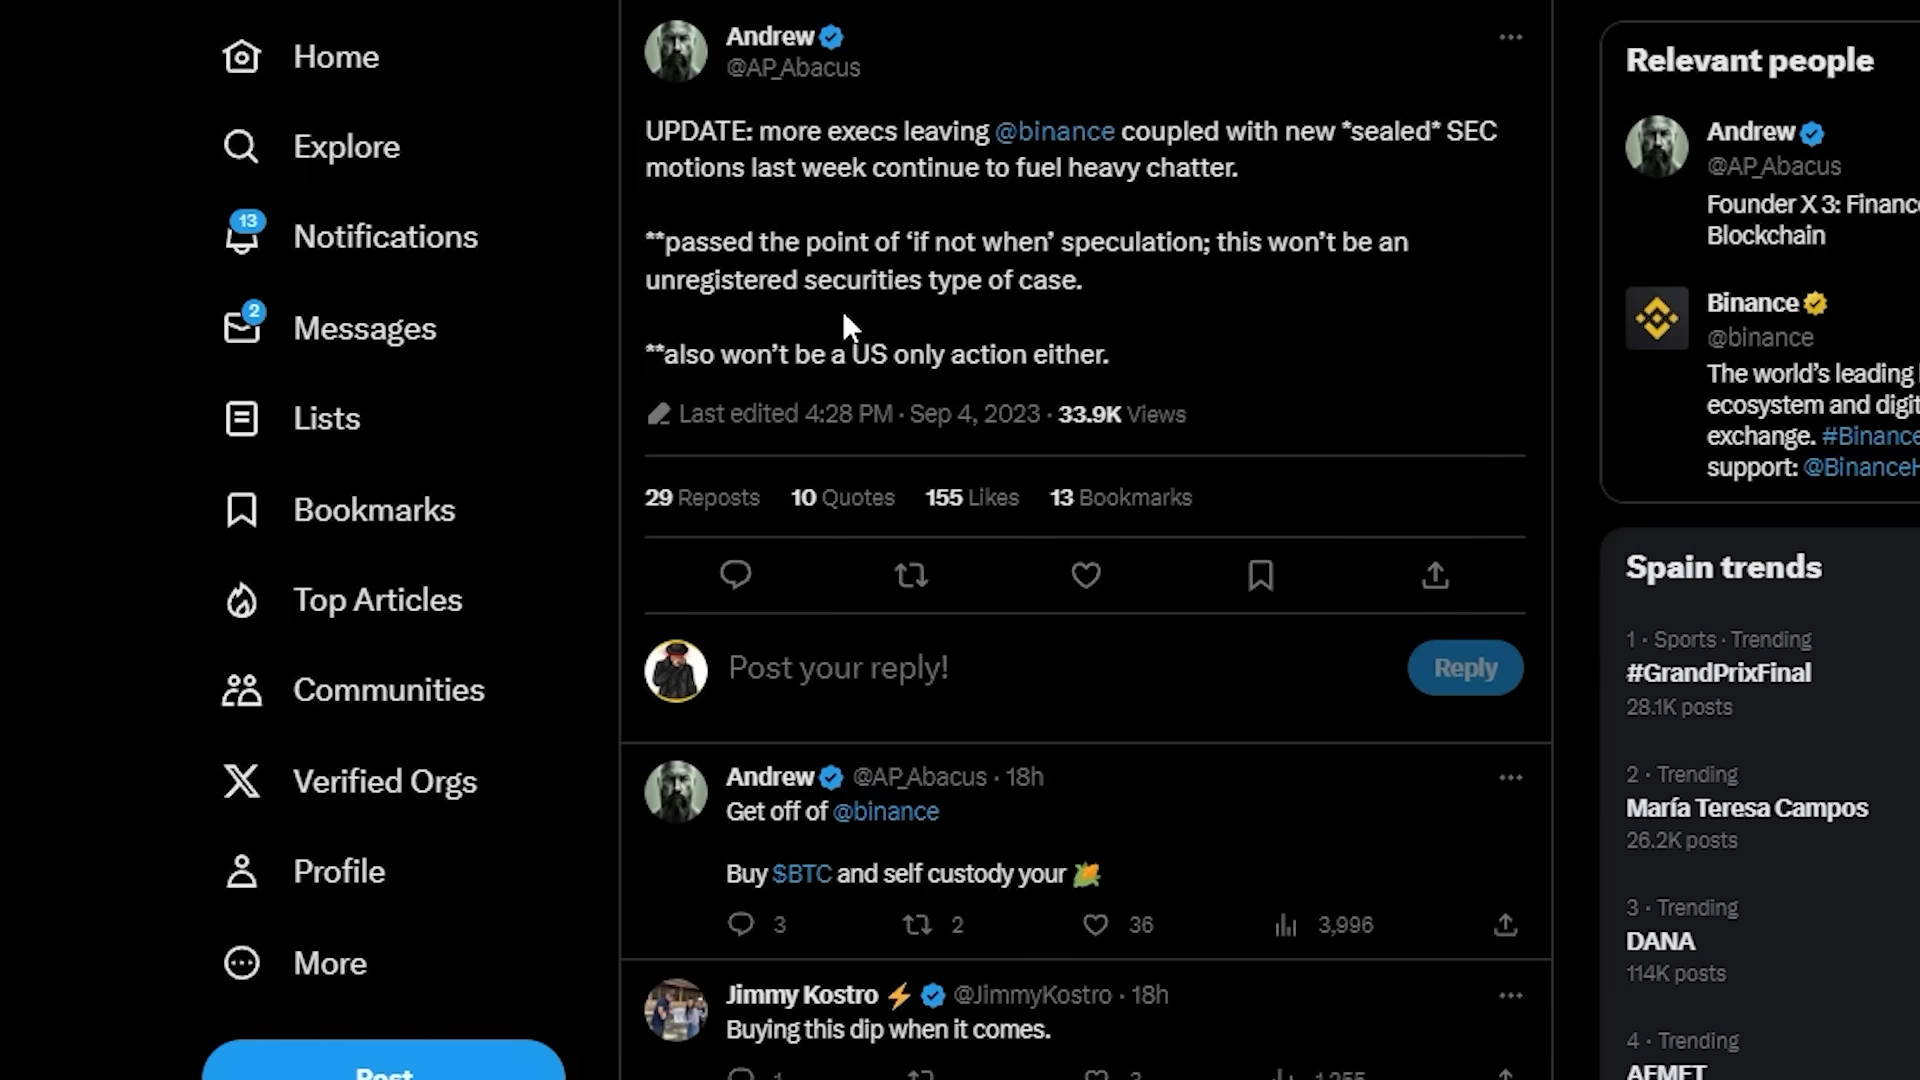 Home
Explore
13
Notifications
2
Messages
Lists
Bookmarks
Top Articles
Communities
Verified Orgs
Profile
More
Post
Andrew
@AP_Abacus
UPDATE: more execs leaving @binance coupled with new *sealed* SEC
motions last week continue to fuel heavy chatter.
**passed the point of ‘if not when’ speculation; this won’t be an
unregistered securities type of case.
**also won’t be a US only action either.
Last edited 4:28 PM · Sep 4, 2023 · 33.9K Views
29 Reposts 10 Quotes 155 Likes 13 Bookmarks
Post your reply!
Reply
Andrew @AP_Abacus · 18h
Get off of @binance
Buy $BTC and self custody your
3 2 36 3,996
Jimmy Kostro @JimmyKostro · 18h
Buying this dip when it comes.
1 3 1,255
Relevant people
Andrew
@AP_Abacus
Founder X 3: Finance
Blockchain
Binance
@binance
The world’s leading
ecosystem and digit
exchange. #Binance
support: @BinanceH
Spain trends
1 · Sports · Trending
#GrandPrixFinal
28.1K posts
2 · Trending
María Teresa Campos
26.2K posts
3 · Trending
DANA
114K posts
4 · Trending
AEMET